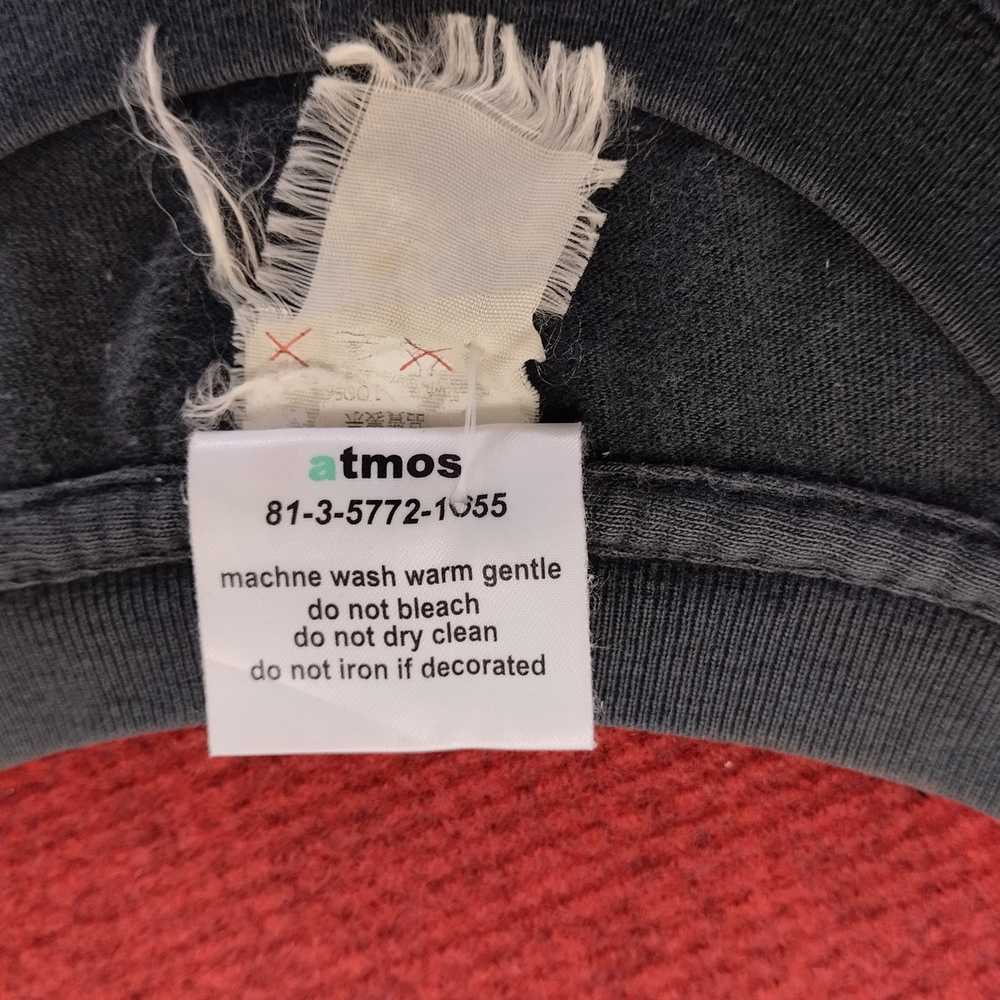 atmos
81-3-5772-1655
machne wash warm gentle
do not bleach
do not dry clean
do not iron if decorated